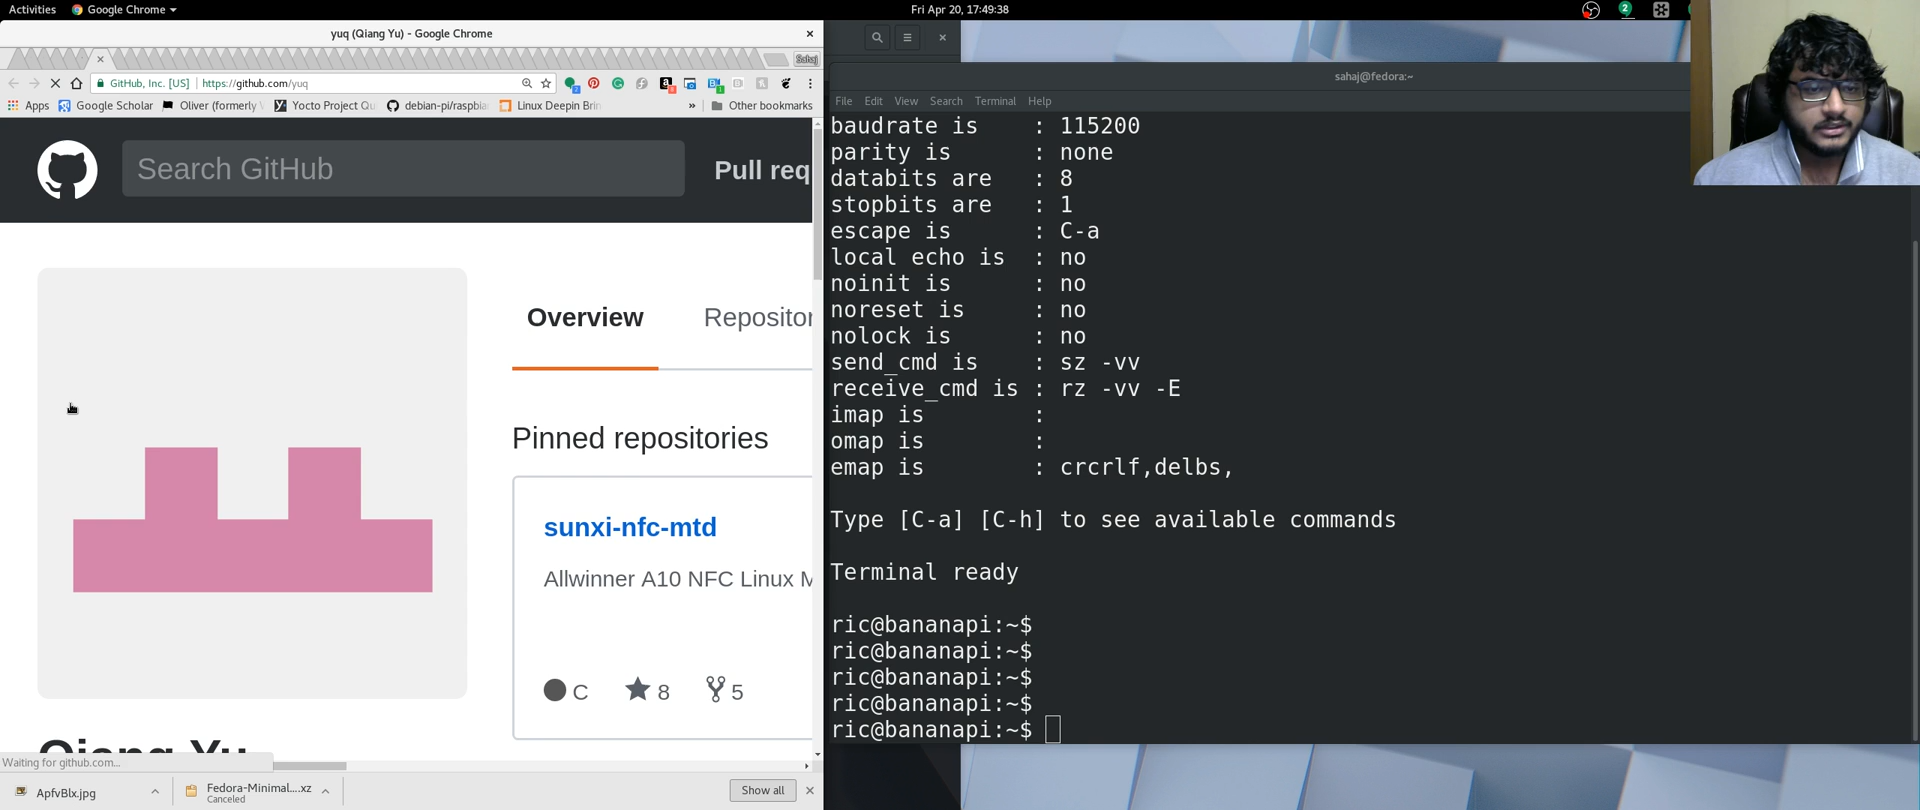 Activities Google Chrome
Fri Apr 20, 17:49:38
2
yuq (Qiang Yu) - Google Chrome
Sahaj
GitHub, Inc. [US] https://github.com/yuq
Apps Google Scholar Oliver (formerly Yocto Project Qu debian-pi/raspbia Linux Deepin Brin » Other bookmarks
Search GitHub
Pull req
Overview
Repositor
Pinned repositories
sunxi-nfc-mtd
Allwinner A10 NFC Linux M
C 8 5
Qiang Yu
Waiting for github.com...
ApfvBlx.jpg
Fedora-Minimal....xz
Canceled
Show all
sahaj@fedora:~
File Edit View Search Terminal Help
baudrate is : 115200
parity is : none
databits are : 8
stopbits are : 1
escape is : C-a
local echo is : no
noinit is : no
noreset is : no
nolock is : no
send_cmd is : sz -vv
receive_cmd is : rz -vv -E
imap is :
omap is :
emap is : crcrlf,delbs,
Type [C-a] [C-h] to see available commands
Terminal ready
ric@bananapi:~$
ric@bananapi:~$
ric@bananapi:~$
ric@bananapi:~$
ric@bananapi:~$